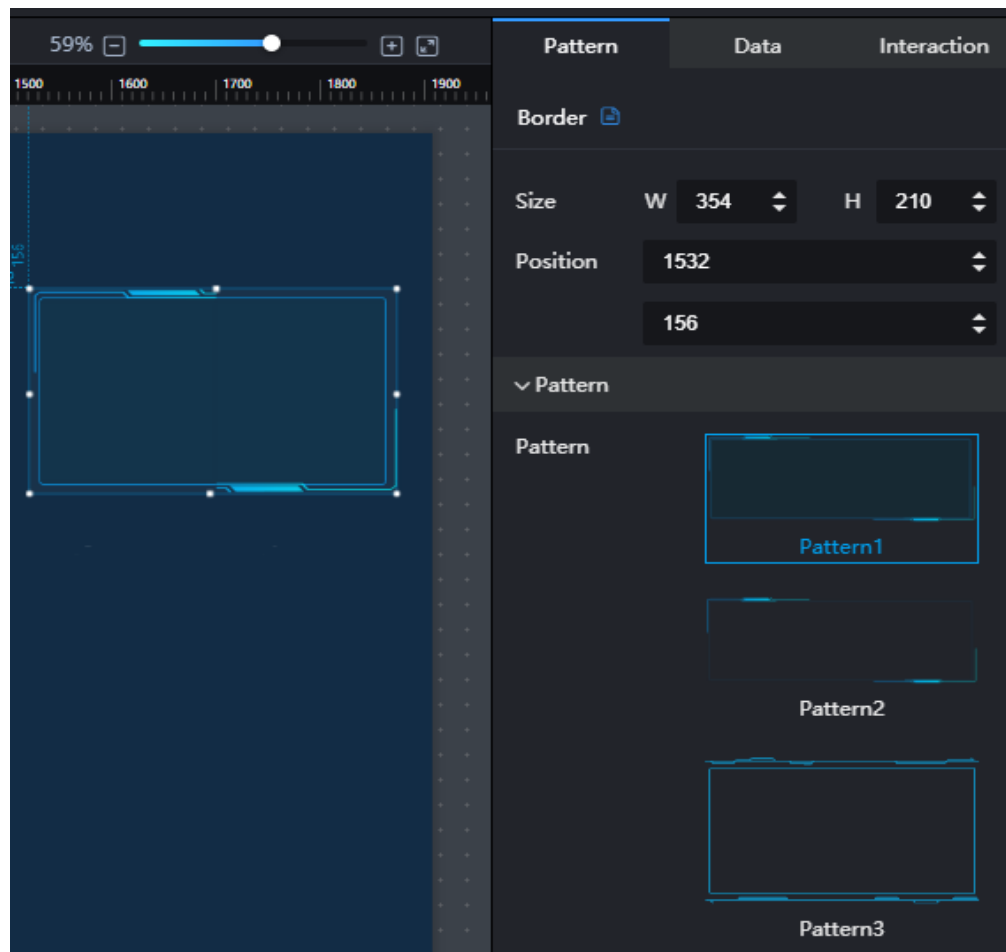 59%
Pattern Data Interaction
1500 1600 1700 1800 1900
Border
Size W 354 H 210
Position 1532
156
156
Pattern
Pattern
Pattern1
Pattern2
Pattern3